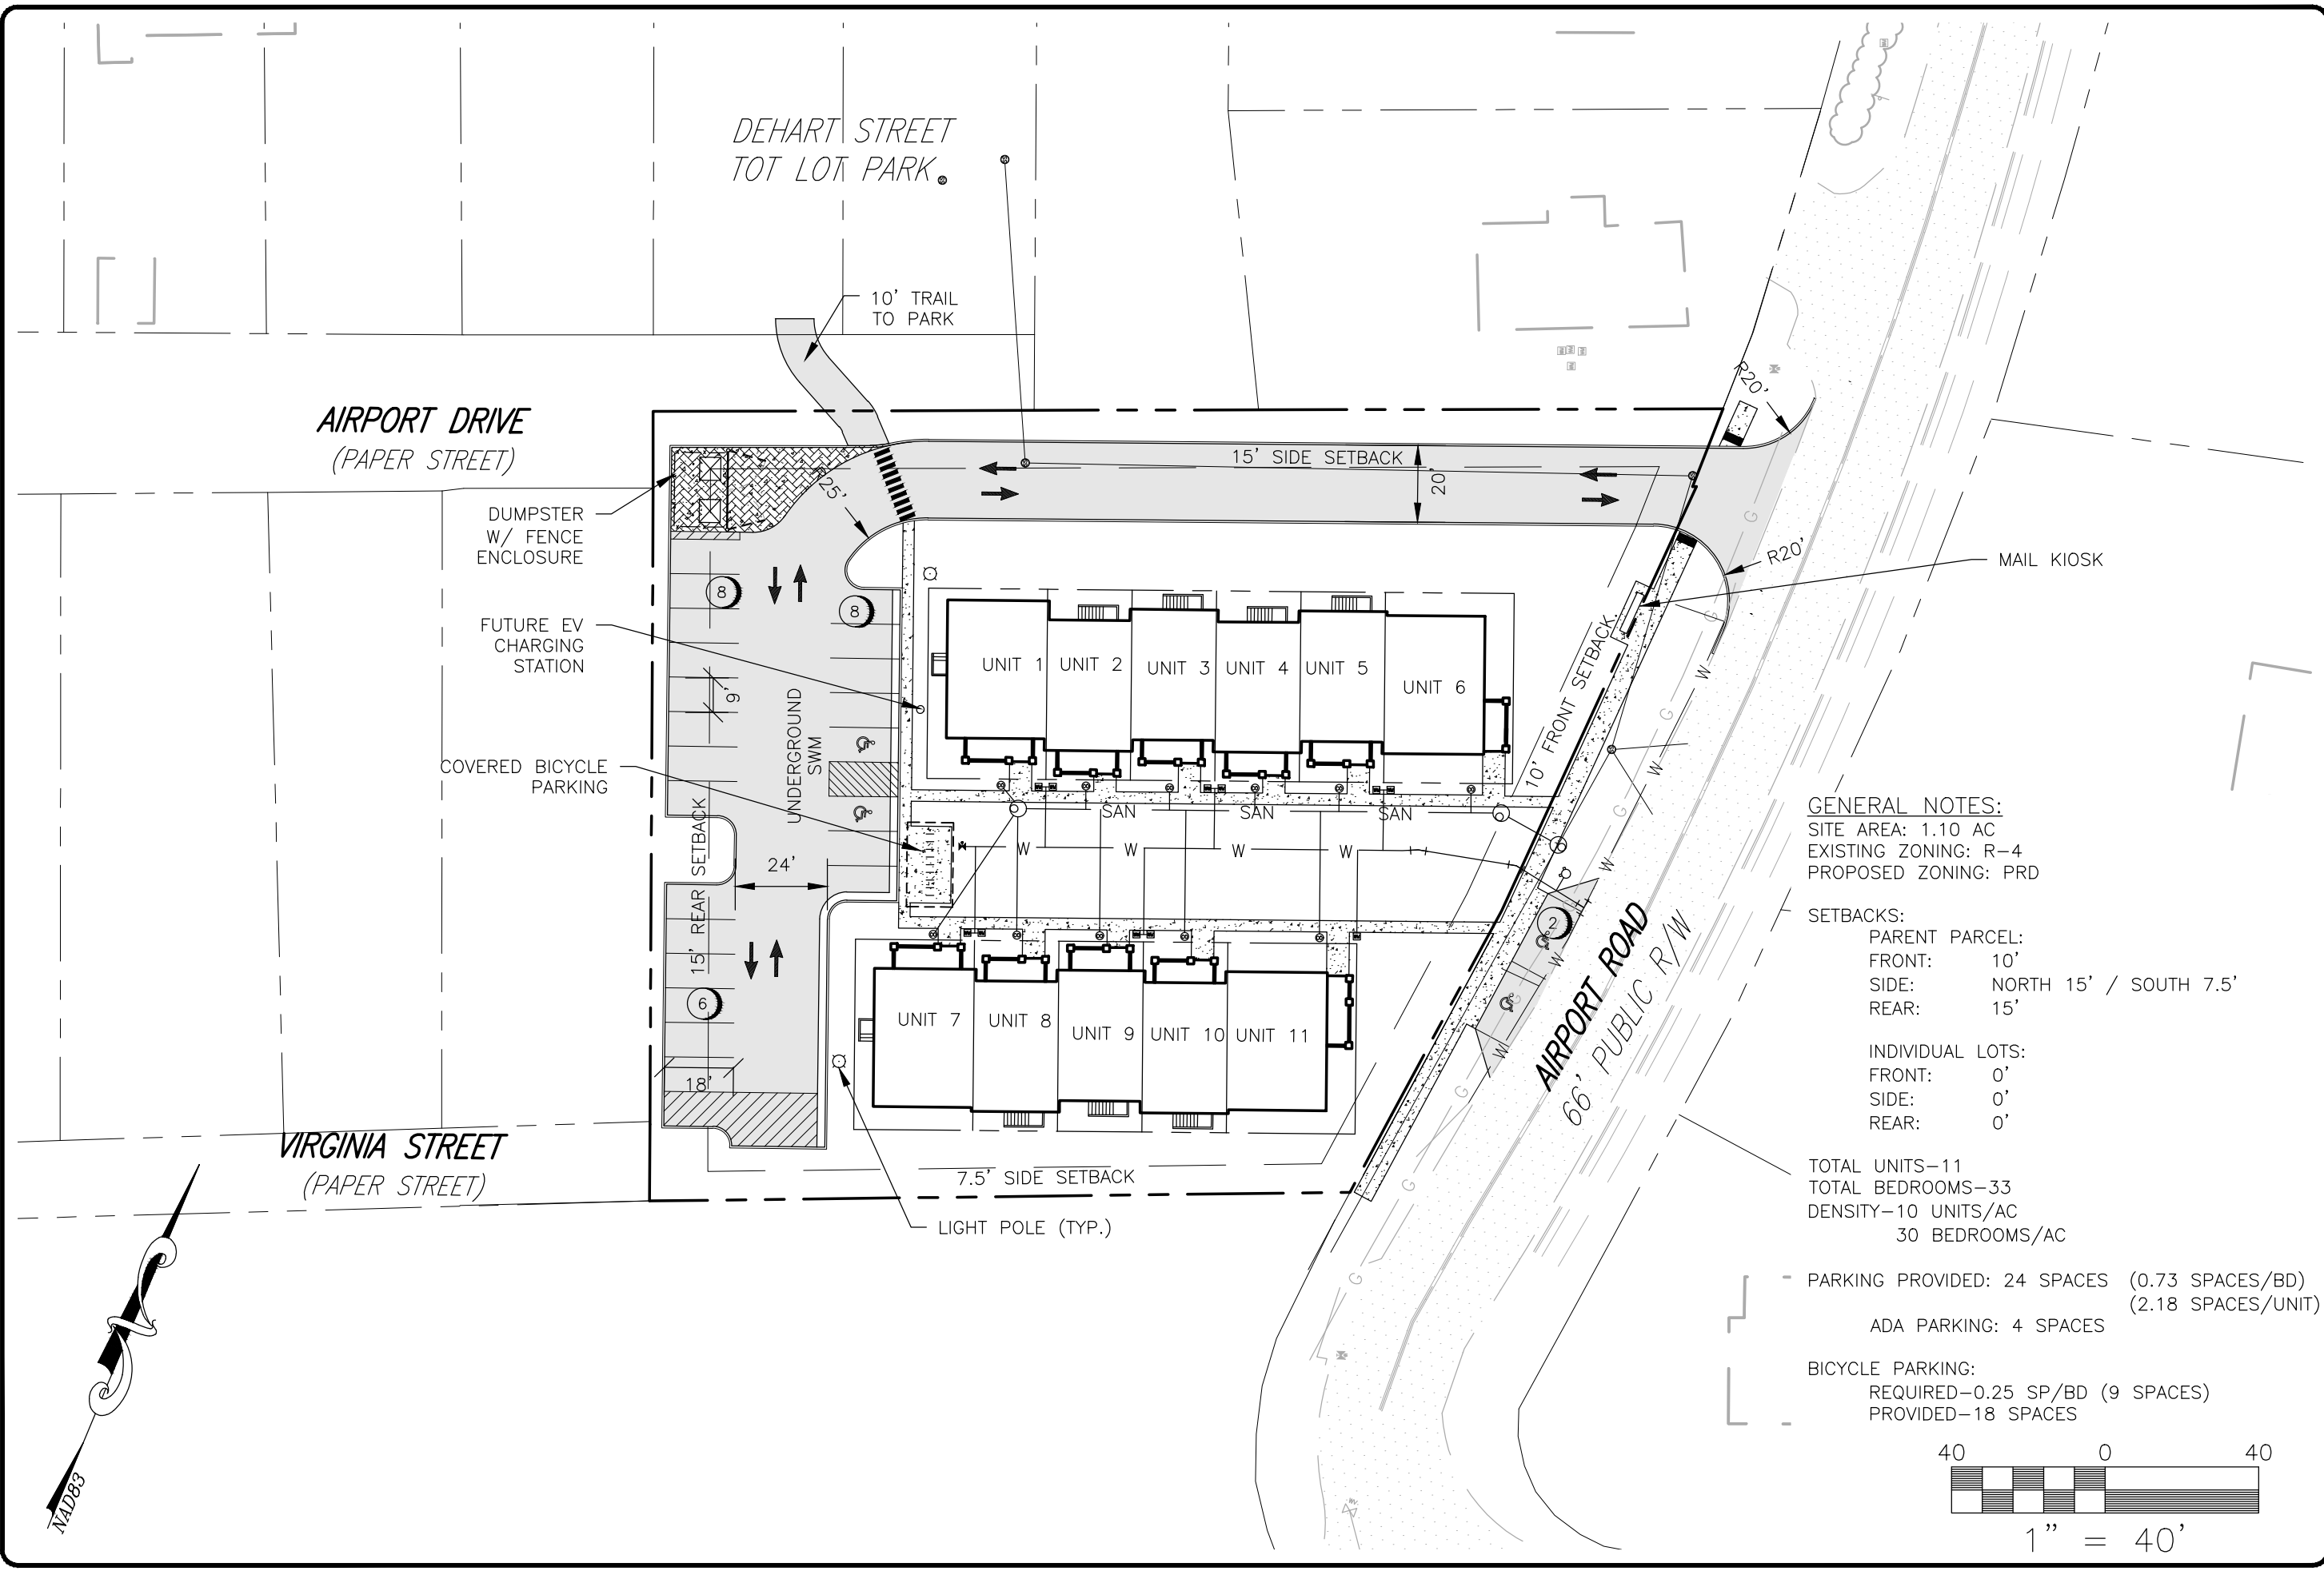 DEHART STREET
TOT LOT PARK
10' TRAIL
TO PARK
AIRPORT DRIVE
(PAPER STREET)
R20'
15' SIDE SETBACK
20'
R25'
DUMPSTER
W/ FENCE
ENCLOSURE
R20'
MAIL KIOSK
8
8
FUTURE EV
CHARGING
STATION
9'
UNDERGROUND
SWM
UNIT 1
UNIT 2
UNIT 3
UNIT 4
UNIT 5
UNIT 6
10' FRONT SETBACK
COVERED BICYCLE
PARKING
SAN
SAN
SAN
W
W
W
W
G
G
G
G
G
G
G
G
W
W
W
W
W
24'
15' REAR SETBACK
2
6
18'
UNIT 7
UNIT 8
UNIT 9
UNIT 10
UNIT 11
AIRPORT ROAD
66' PUBLIC R/W
VIRGINIA STREET
(PAPER STREET)
7.5' SIDE SETBACK
LIGHT POLE (TYP.)
NAD83
GENERAL NOTES:
SITE AREA: 1.10 AC
EXISTING ZONING: R-4
PROPOSED ZONING: PRD
SETBACKS:
PARENT PARCEL:
FRONT: 10'
SIDE: NORTH 15' / SOUTH 7.5'
REAR: 15'
INDIVIDUAL LOTS:
FRONT: 0'
SIDE: 0'
REAR: 0'
TOTAL UNITS-11
TOTAL BEDROOMS-33
DENSITY-10 UNITS/AC
30 BEDROOMS/AC
PARKING PROVIDED: 24 SPACES (0.73 SPACES/BD)
(2.18 SPACES/UNIT)
ADA PARKING: 4 SPACES
BICYCLE PARKING:
REQUIRED-0.25 SP/BD (9 SPACES)
PROVIDED-18 SPACES
40 0 40
1" = 40'